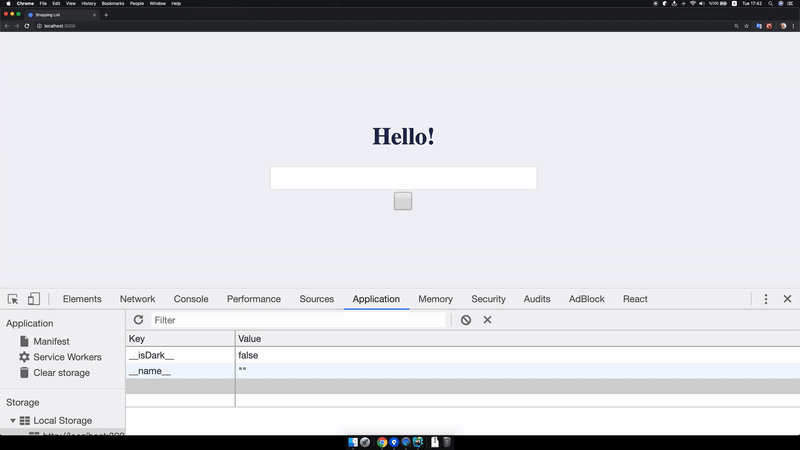 Chrome File Edit View History Bookmarks People Window Help
%100 A Tue 17:42
Shopping List
localhost:3000
Hello!
Elements Network Console Performance Sources Application Memory Security Audits AdBlock React
Application
Filter
Manifest
Service Workers
Clear storage
Storage
Local Storage
Key Value
__isDark__ false
__name__ ""